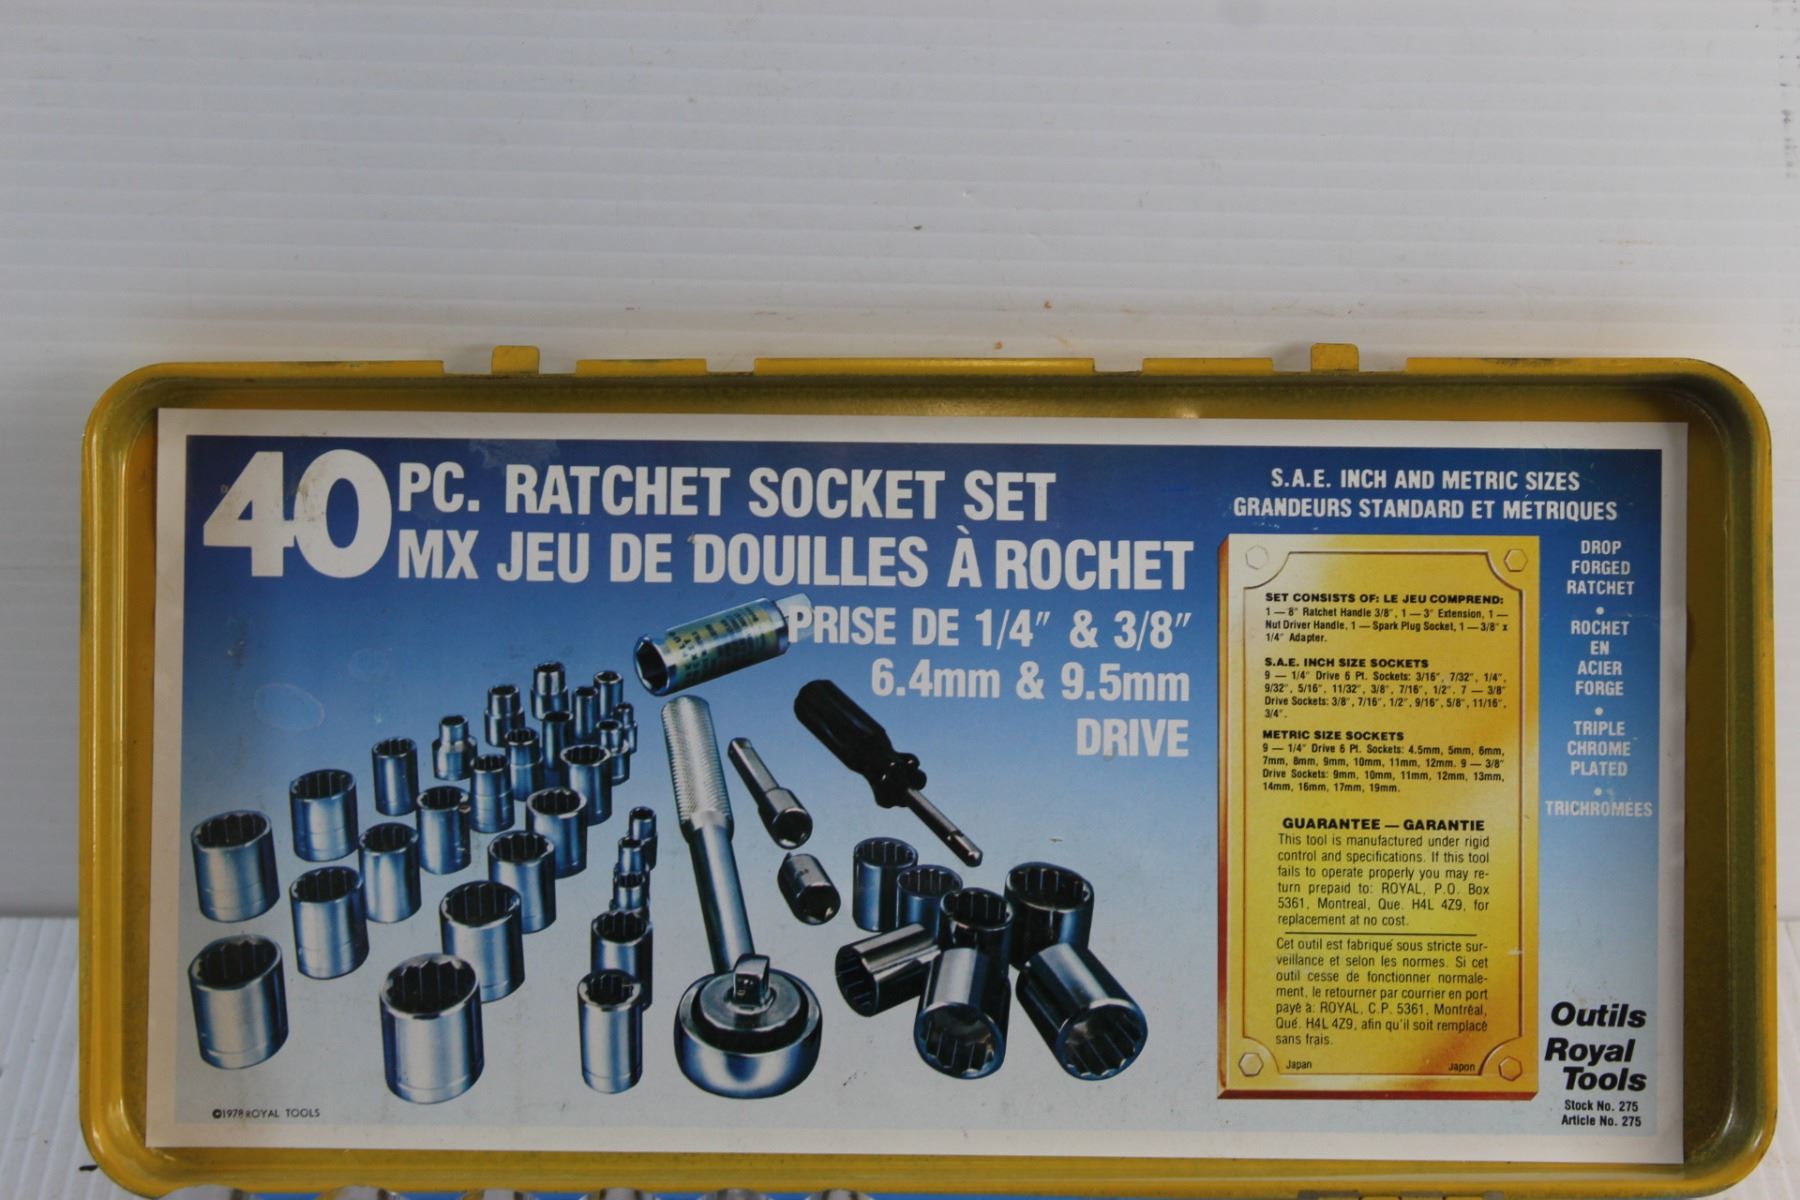 40 PC. RATCHET SOCKET SET
MX JEU DE DOUILLES À ROCHET
PRISE DE 1/4" & 3/8"
6.4mm & 9.5mm
DRIVE
S.A.E. INCH AND METRIC SIZES
GRANDEURS STANDARD ET METRIQUES
SET CONSISTS OF: LE JEU COMPREND:
1 — 8" Ratchet Handle 3/8", 1 — 3" Extension, 1 —
Nut Driver Handle, 1 — Spark Plug Socket, 1 — 3/8" x
1/4" Adapter.
S.A.E. INCH SIZE SOCKETS
9 — 1/4" Drive 6 Pt. Sockets: 3/16", 7/32", 1/4",
9/32", 5/16", 11/32", 3/8", 7/16", 1/2". 7 — 3/8"
Drive Sockets: 3/8", 7/16", 1/2", 9/16", 5/8", 11/16",
3/4".
METRIC SIZE SOCKETS
9 — 1/4" Drive 6 Pt. Sockets: 4.5mm, 5mm, 6mm,
7mm, 8mm, 9mm, 10mm, 11mm, 12mm. 9 — 3/8"
Drive Sockets: 9mm, 10mm, 11mm, 12mm, 13mm,
14mm, 16mm, 17mm, 19mm.
GUARANTEE — GARANTIE
This tool is manufactured under rigid
control and specifications. If this tool
fails to operate properly you may re-
turn prepaid to: ROYAL, P.O. Box
5361, Montreal, Que. H4L 4Z9, for
replacement at no cost.
Cet outil est fabriqué sous stricte sur-
veillance et selon les normes. Si cet
outil cesse de fonctionner normale-
ment, le retourner par courrier en port
payé à: ROYAL, C.P. 5361, Montréal,
Qué. H4L 4Z9, afin qu'il soit remplacé
sans frais.
Japan Japon
DROP
FORGED
RATCHET
•
ROCHET
EN
ACIER
FORGE
•
TRIPLE
CHROME
PLATED
•
TRICHROMÉES
Outils
Royal
Tools
Stock No. 275
Article No. 275
©1978 ROYAL TOOLS